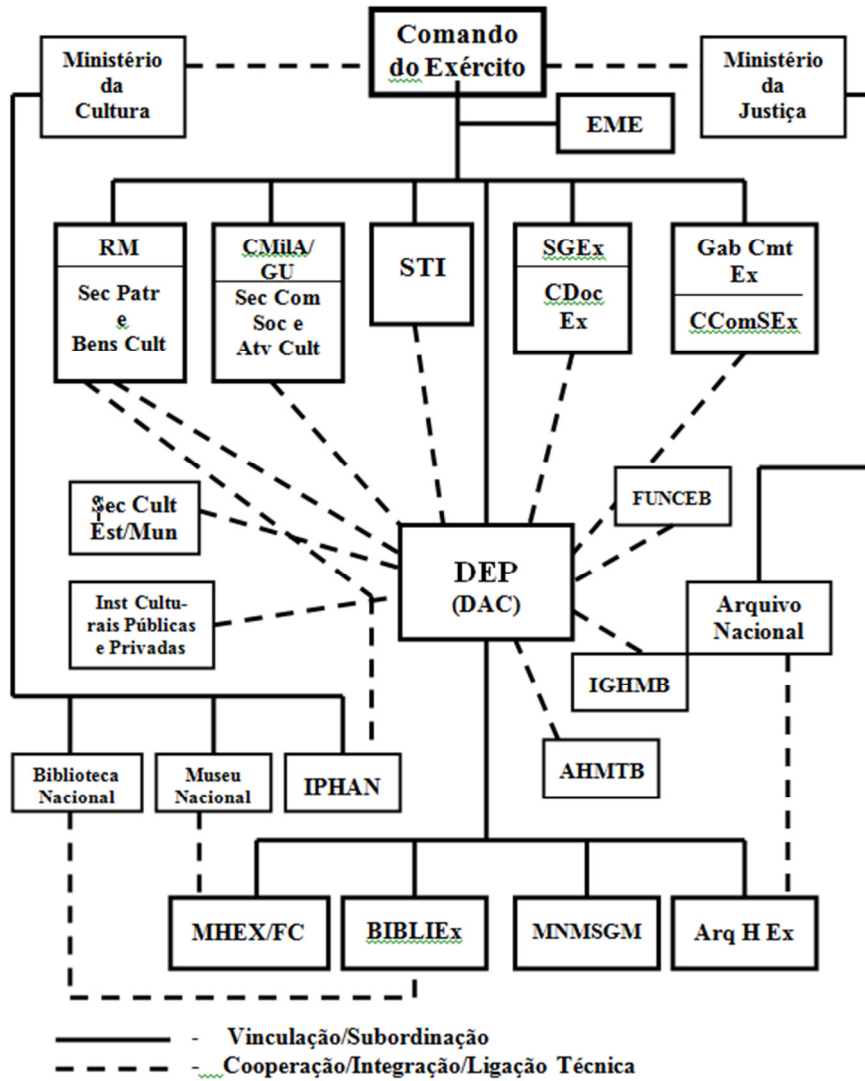 Comando
do Exército
Ministério
da
Cultura
Ministério
da
Justiça
EME
RM
Sec Patr
e
Bens Cult
CMilA/
GU
Sec Com
Soc e
Atv Cult
STI
SGEx
CDoc
Ex
Gab Cmt
Ex
CComSEx
Sec Cult
Est/Mun
FUNCEB
DEP
(DAC)
Inst Cultu-
rais Públicas
e Privadas
Arquivo
Nacional
IGHMB
AHMTB
Biblioteca
Nacional
Museu
Nacional
IPHAN
MHEX/FC
BIBLIEx
MNMSGM
Arq H Ex
- Vinculação/Subordinação
- Cooperação/Integração/Ligação Técnica